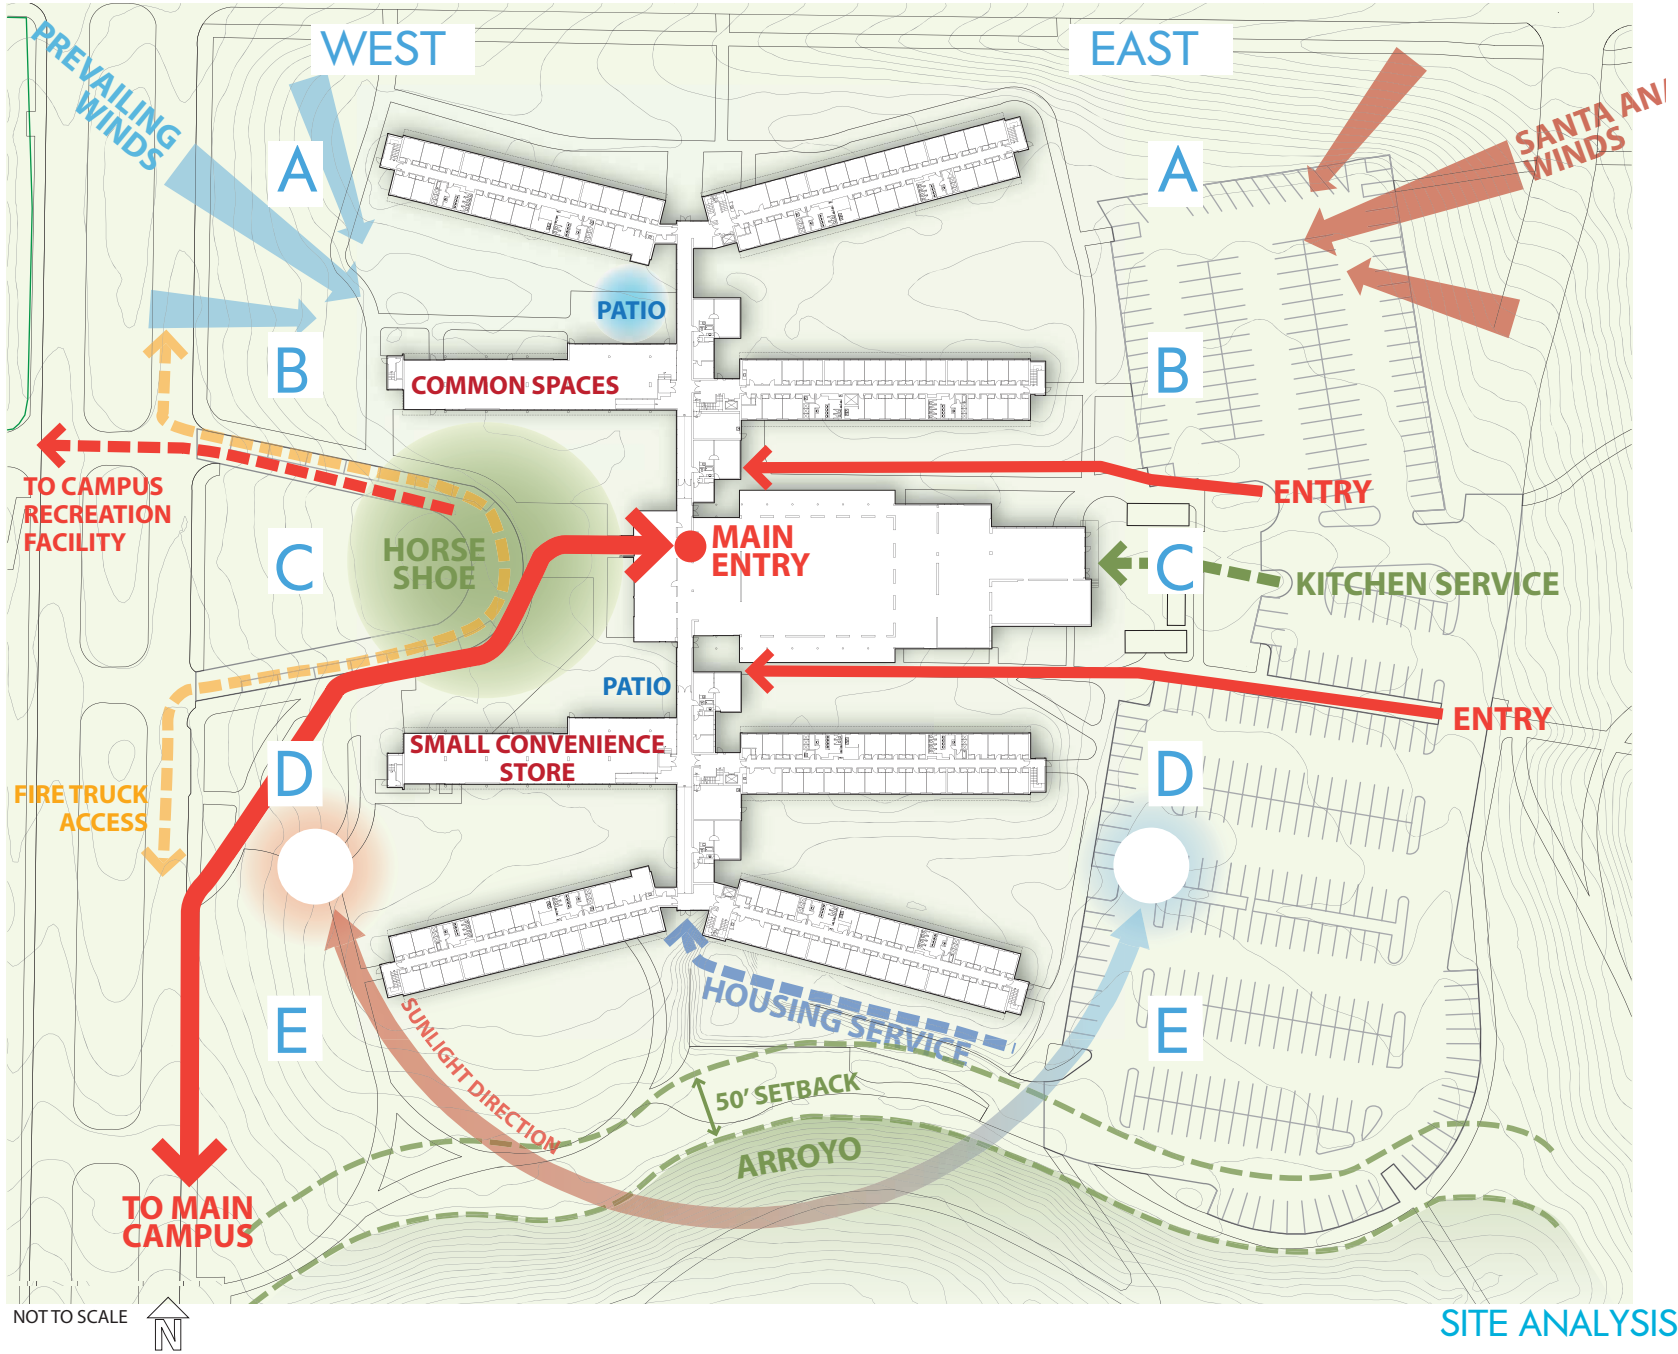 WEST
EAST
PREVAILING
WINDS
SANTA AN
WINDS
A
A
PATIO
B
B
COMMON SPACES
TO CAMPUS
RECREATION
FACILITY
ENTRY
MAIN
ENTRY
HORSE
SHOE
C
C
KITCHEN SERVICE
PATIO
ENTRY
SMALL CONVENIENCE
STORE
D
D
FIRE TRUCK
ACCESS
HOUSING SERVICE
E
E
SUNLIGHT DIRECTION
50' SETBACK
ARROYO
TO MAIN
CAMPUS
NOT TO SCALE
N
SITE ANALYSIS